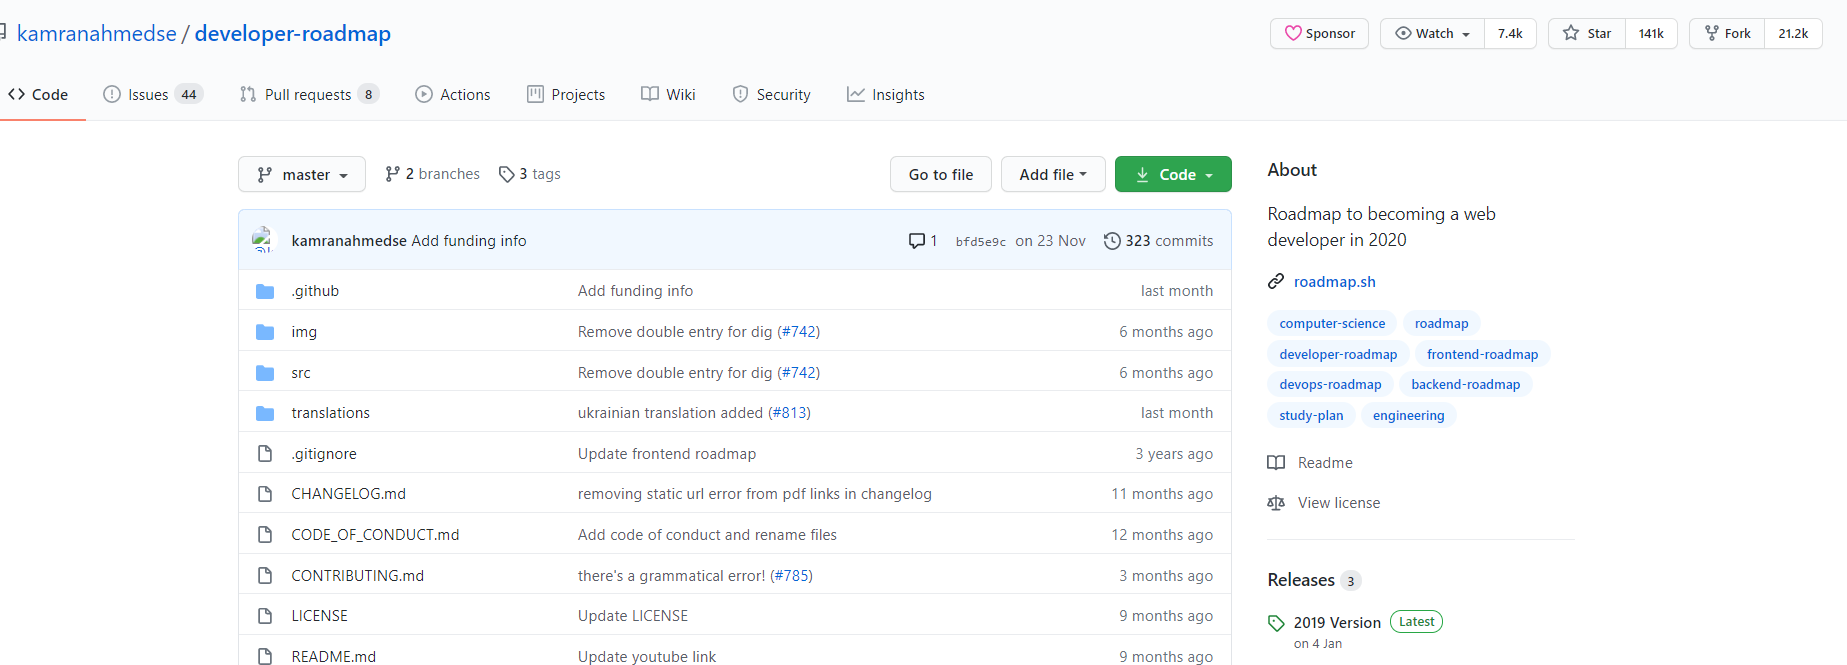 kamranahmedse / developer-roadmap
Sponsor Watch 7.4k Star 141k Fork 21.2k
Code Issues 44 Pull requests 8 Actions Projects Wiki Security Insights
master 2 branches 3 tags Go to file Add file Code
kamranahmedse Add funding info 1 bfd5e9c on 23 Nov 323 commits
.github Add funding info last month
img Remove double entry for dig (#742) 6 months ago
src Remove double entry for dig (#742) 6 months ago
translations ukrainian translation added (#813) last month
.gitignore Update frontend roadmap 3 years ago
CHANGELOG.md removing static url error from pdf links in changelog 11 months ago
CODE_OF_CONDUCT.md Add code of conduct and rename files 12 months ago
CONTRIBUTING.md there's a grammatical error! (#785) 3 months ago
LICENSE Update LICENSE 9 months ago
README.md Update youtube link 9 months ago
About
Roadmap to becoming a web
developer in 2020
roadmap.sh
computer-science roadmap
developer-roadmap frontend-roadmap
devops-roadmap backend-roadmap
study-plan engineering
Readme
View license
Releases 3
2019 Version Latest
on 4 Jan